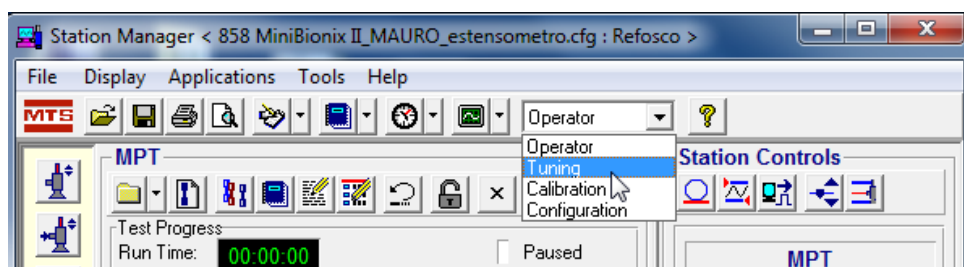 Station Manager < 858 MiniBionix II_MAURO_estensometro.cfg : Refosco >
File Display Applications Tools Help
MTS Operator
Operator
Tuning
Calibration
Configuration
MPT
Station Controls
Test Progress
Run Time: 00:00:00 Paused
MPT